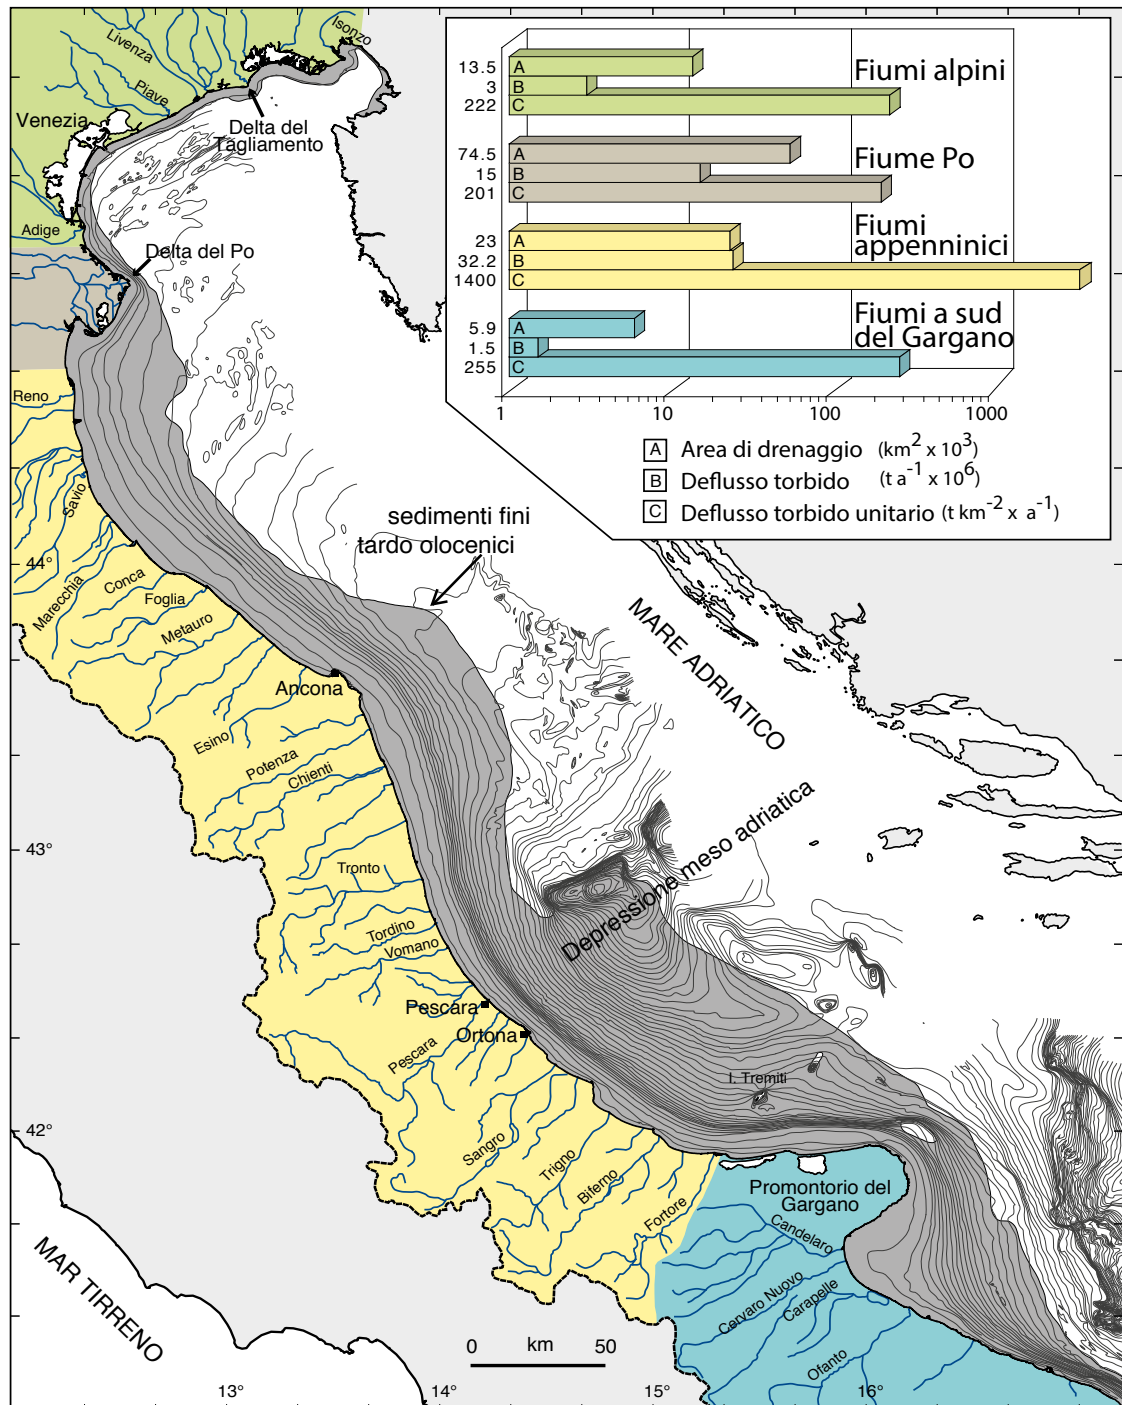 Isonzo
Livenza
Piave
Venezia
Delta del
Tagliamento
Adige
Delta del Po
13.5
A
3
B
222
C
Fiumi alpini
74.5
A
15
B
201
C
Fiume Po
23
A
32.2
B
1400
C
Fiumi
appenninici
5.9
A
1.5
B
255
C
Fiumi a sud
del Gargano
1
10
100
1000
A Area di drenaggio (km² x 10³)
B Deflusso torbido (t a⁻¹ x 10⁶)
C Deflusso torbido unitario (t km⁻² x a⁻¹)
Reno
Savio
sedimenti fini
tardo olocenici
44°
Marecchia
Conca
Foglia
Metauro
MARE ADRIATICO
Ancona
Esino
Potenza
Chienti
Depressione meso adriatica
43°
Tronto
Tordino
Vomano
Pescara
Ortona
Pescara
I. Tremiti
42°
Sangro
Trigno
Biferno
Fortore
Promontorio del
Gargano
Candelaro
Cervaro Nuovo
Carapelle
Ofanto
MAR TIRRENO
0 km 50
13°
14°
15°
16°